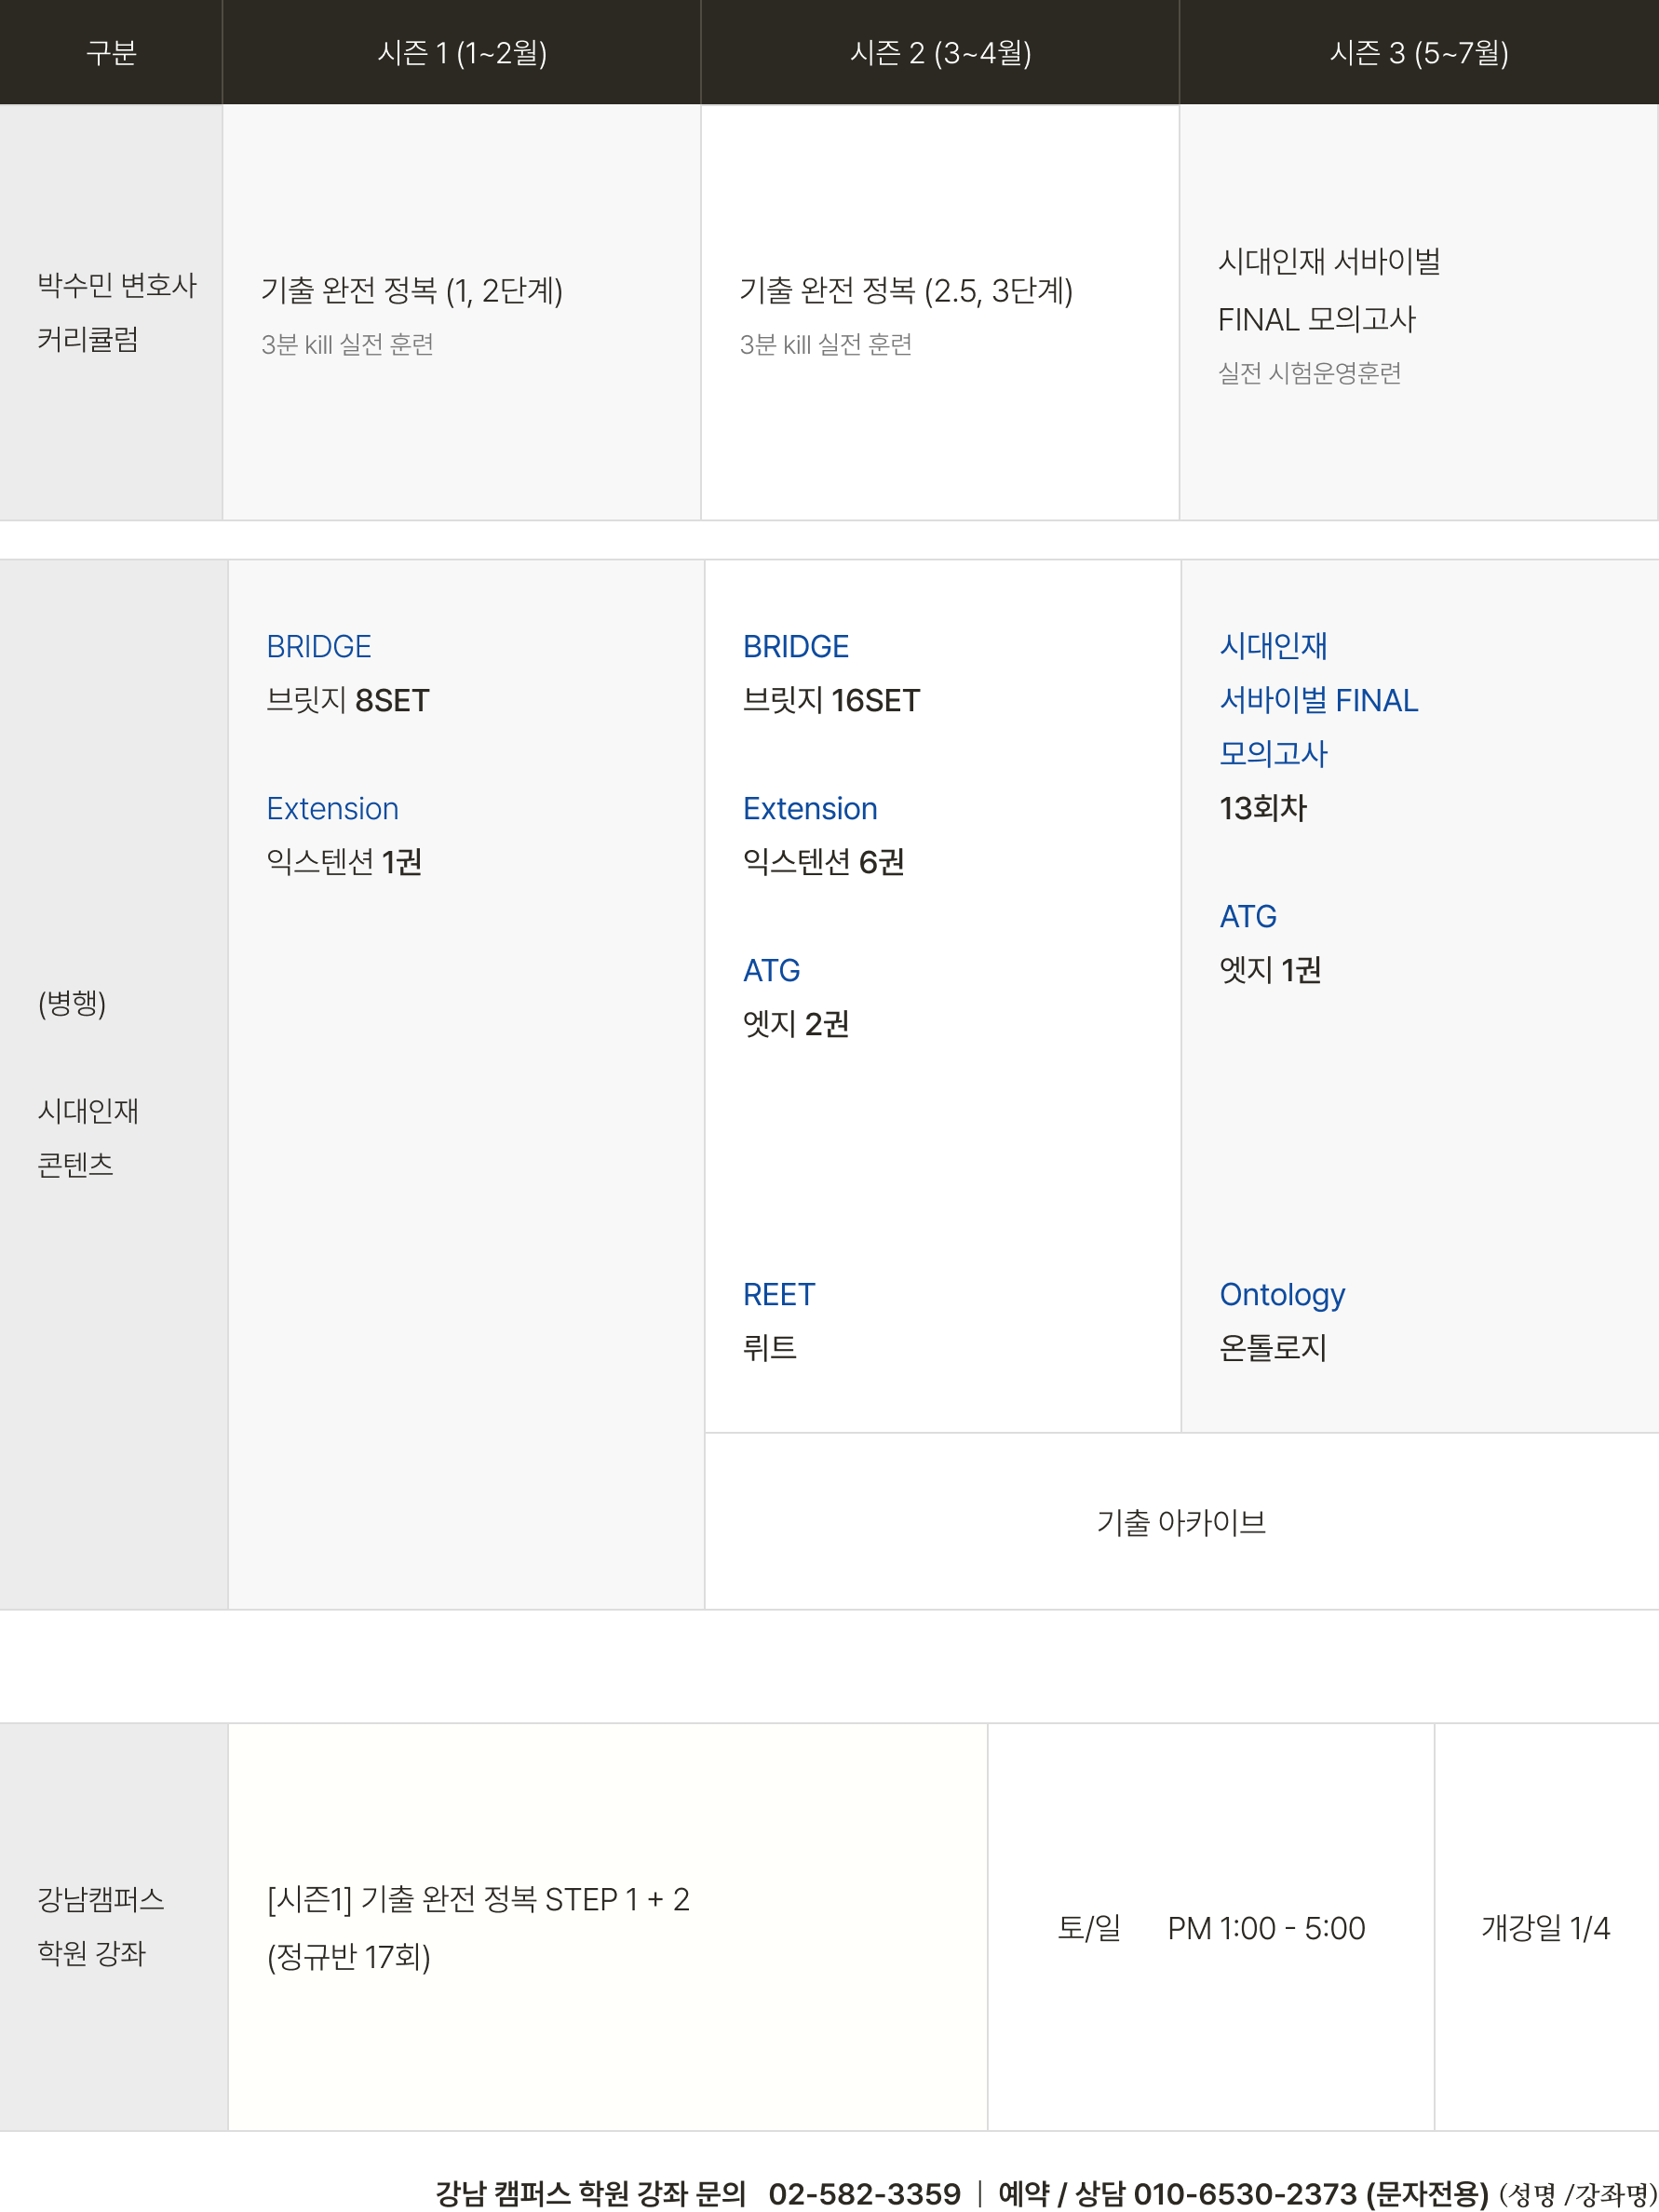 구분
시즌 1 (1~2월)
시즌 2 (3~4월)
시즌 3 (5~7월)
박수민 변호사
커리큘럼
기출 완전 정복 (1, 2단계)
3분 kill 실전 훈련
기출 완전 정복 (2.5, 3단계)
3분 kill 실전 훈련
시대인재 서바이벌
FINAL 모의고사
실전 시험운영훈련
(병행)
시대인재
콘텐츠
BRIDGE
브릿지 8SET
Extension
익스텐션 1권
BRIDGE
브릿지 16SET
Extension
익스텐션 6권
ATG
엣지 2권
REET
뤼트
시대인재
서바이벌 FINAL
모의고사
13회차
ATG
엣지 1권
Ontology
온톨로지
기출 아카이브
강남캠퍼스
학원 강좌
[시즌1] 기출 완전 정복 STEP 1 + 2
(정규반 17회)
토/일 PM 1:00 - 5:00
개강일 1/4
강남 캠퍼스 학원 강좌 문의 02-582-3359 | 예약 / 상담 010-6530-2373 (문자전용) (성명 /강좌명)